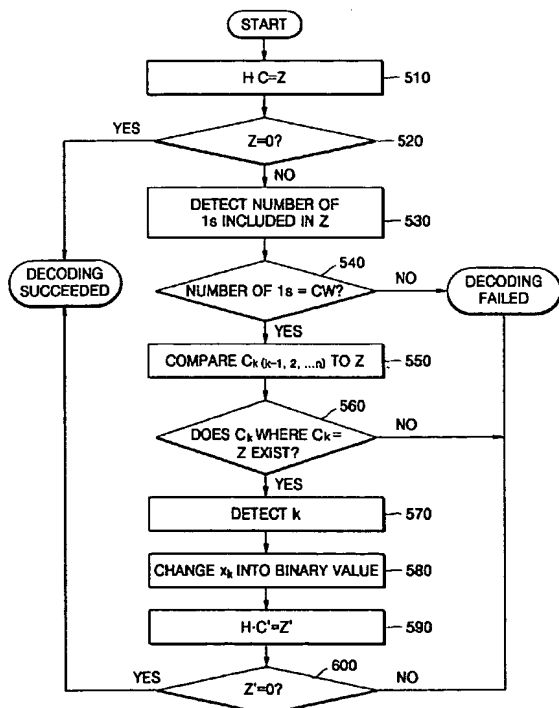 START
H C=Z
510
YES
Z=0?
520
NO
DETECT NUMBER OF
1s INCLUDED IN Z
530
DECODING
SUCCEEDED
540
NUMBER OF 1s = CW?
NO
DECODING
FAILED
YES
COMPARE Ck (k-1, 2, ...n) TO Z
550
560
DOES Ck WHERE Ck =
Z EXIST?
NO
YES
DETECT k
570
CHANGE xk INTO BINARY VALUE
580
H·C'=Z'
590
600
YES
Z'=0?
NO